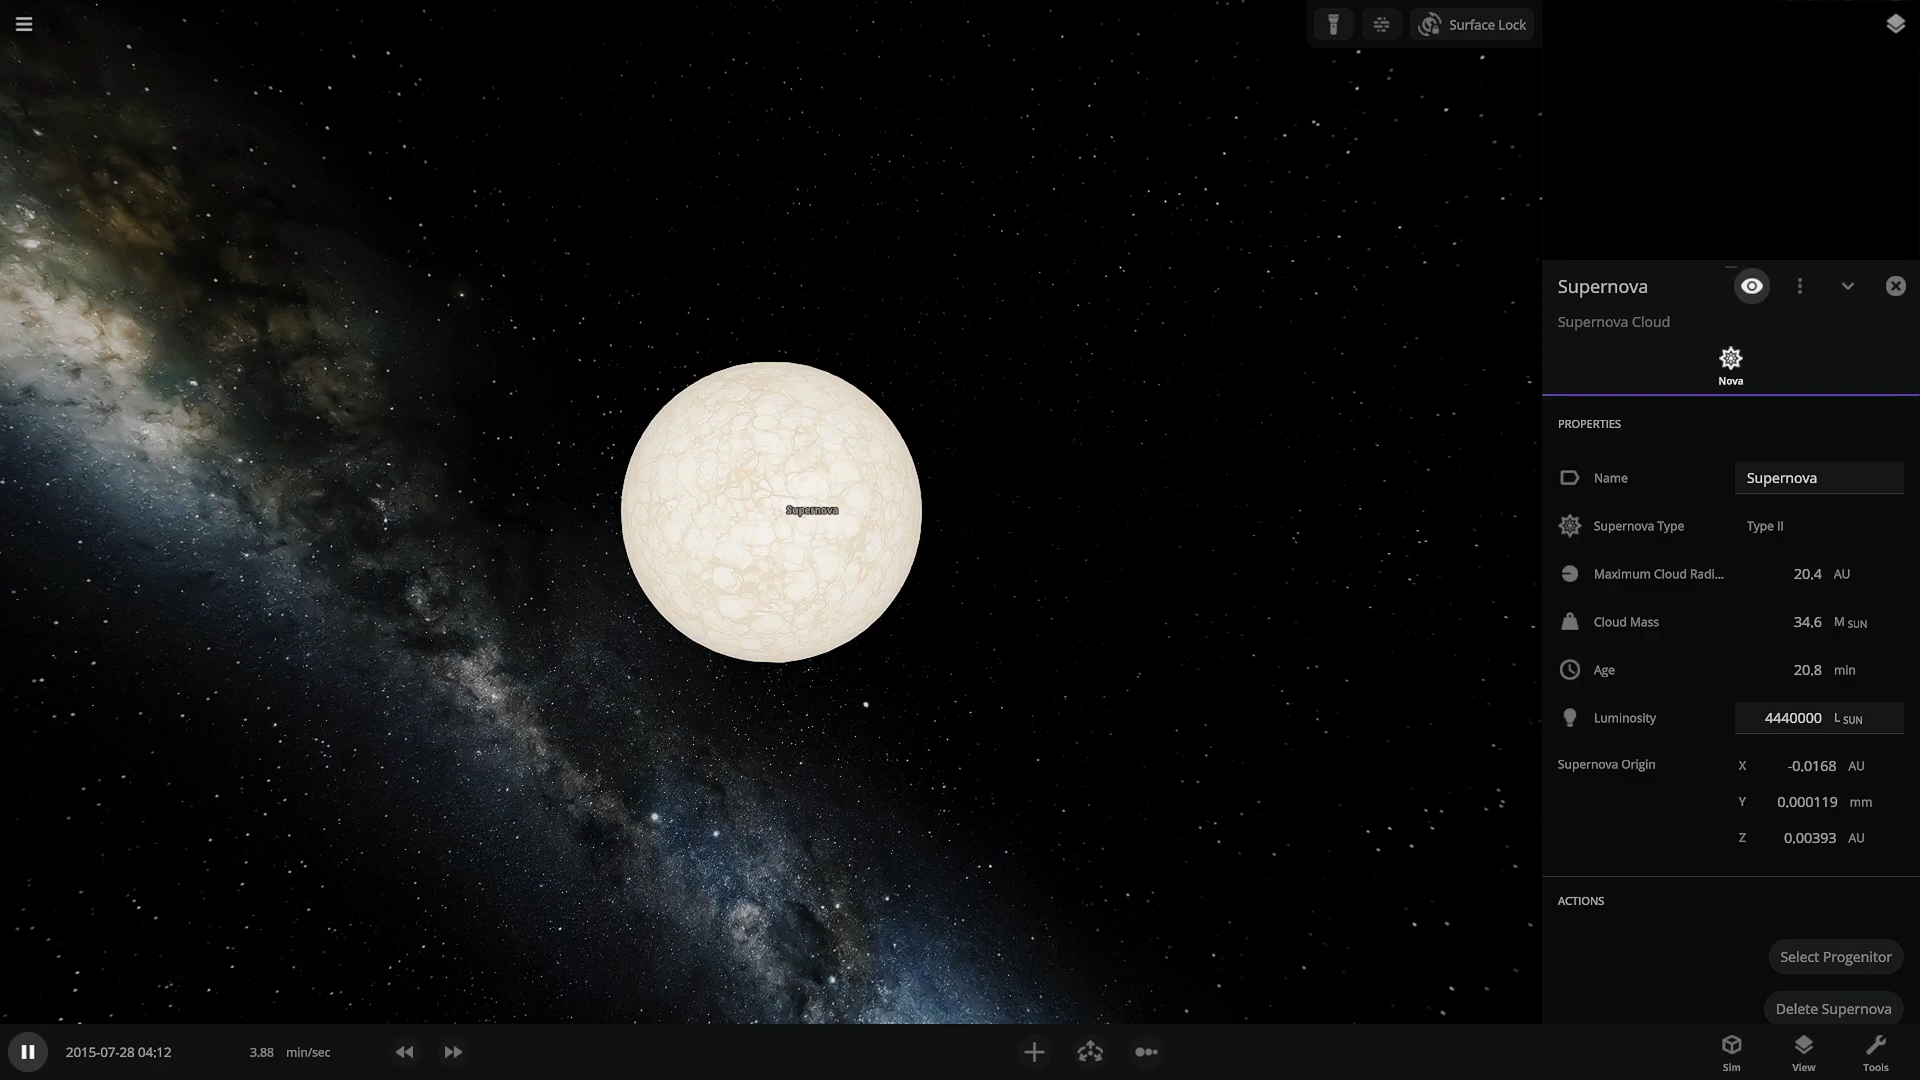 Surface Lock
Supernova
Supernova Cloud
Nova
PROPERTIES
Name Supernova
Supernova Type Type II
Maximum Cloud Radi... 20.4 AU
Cloud Mass 34.6 M SUN
Age 20.8 min
Luminosity 4440000 L SUN
Supernova Origin X -0.0168 AU
Y 0.000119 mm
Z 0.00393 AU
ACTIONS
Select Progenitor
Delete Supernova
Supernova
2015-07-28 04:12 3.88 min/sec
Sim View Tools